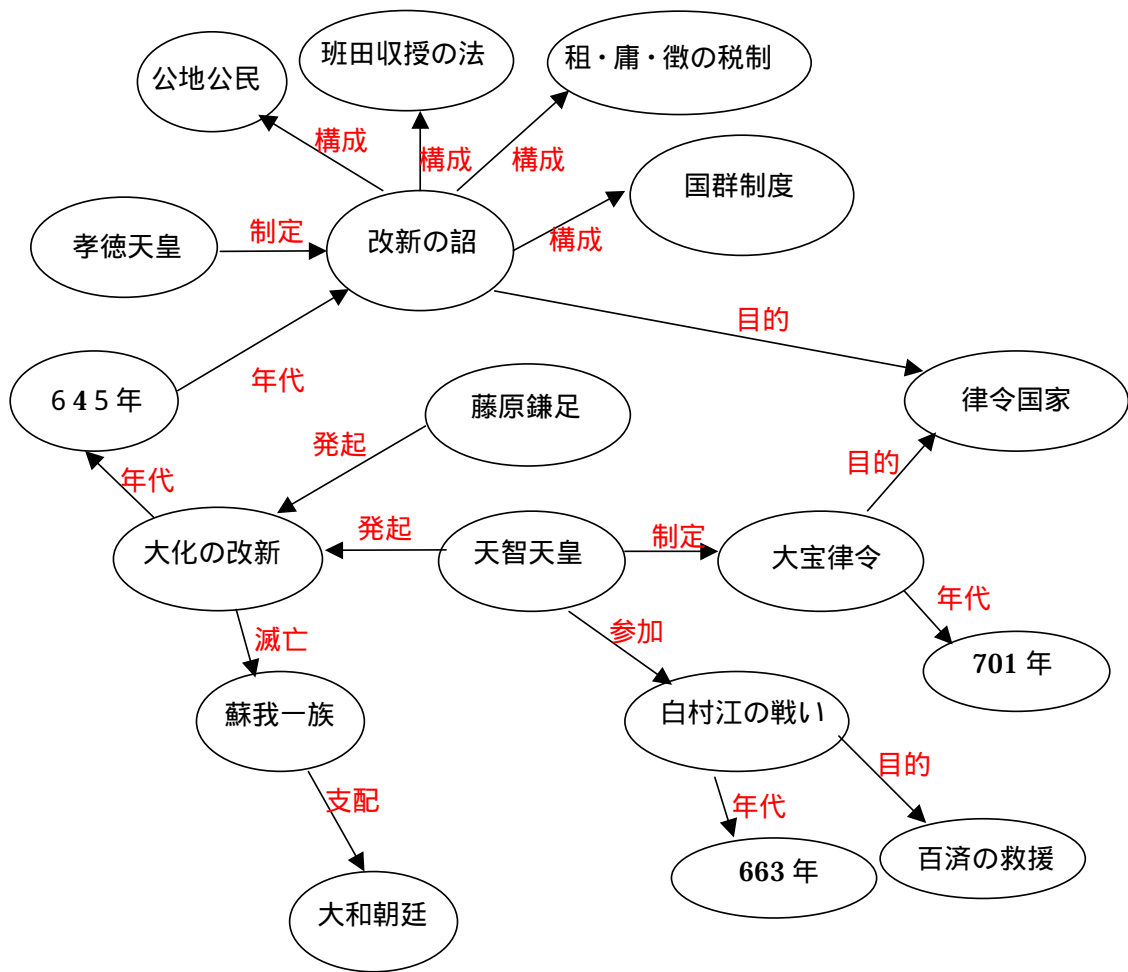 班田収授の法
租・庸・徴の税制
公地公民
構成
構成
構成
国群制度
孝徳天皇
制定
改新の詔
構成
目的
年代
645年
藤原鎌足
律令国家
発起
目的
年代
大化の改新
発起
天智天皇
制定
大宝律令
年代
滅亡
参加
701年
蘇我一族
白村江の戦い
目的
支配
年代
百済の救援
663年
大和朝廷